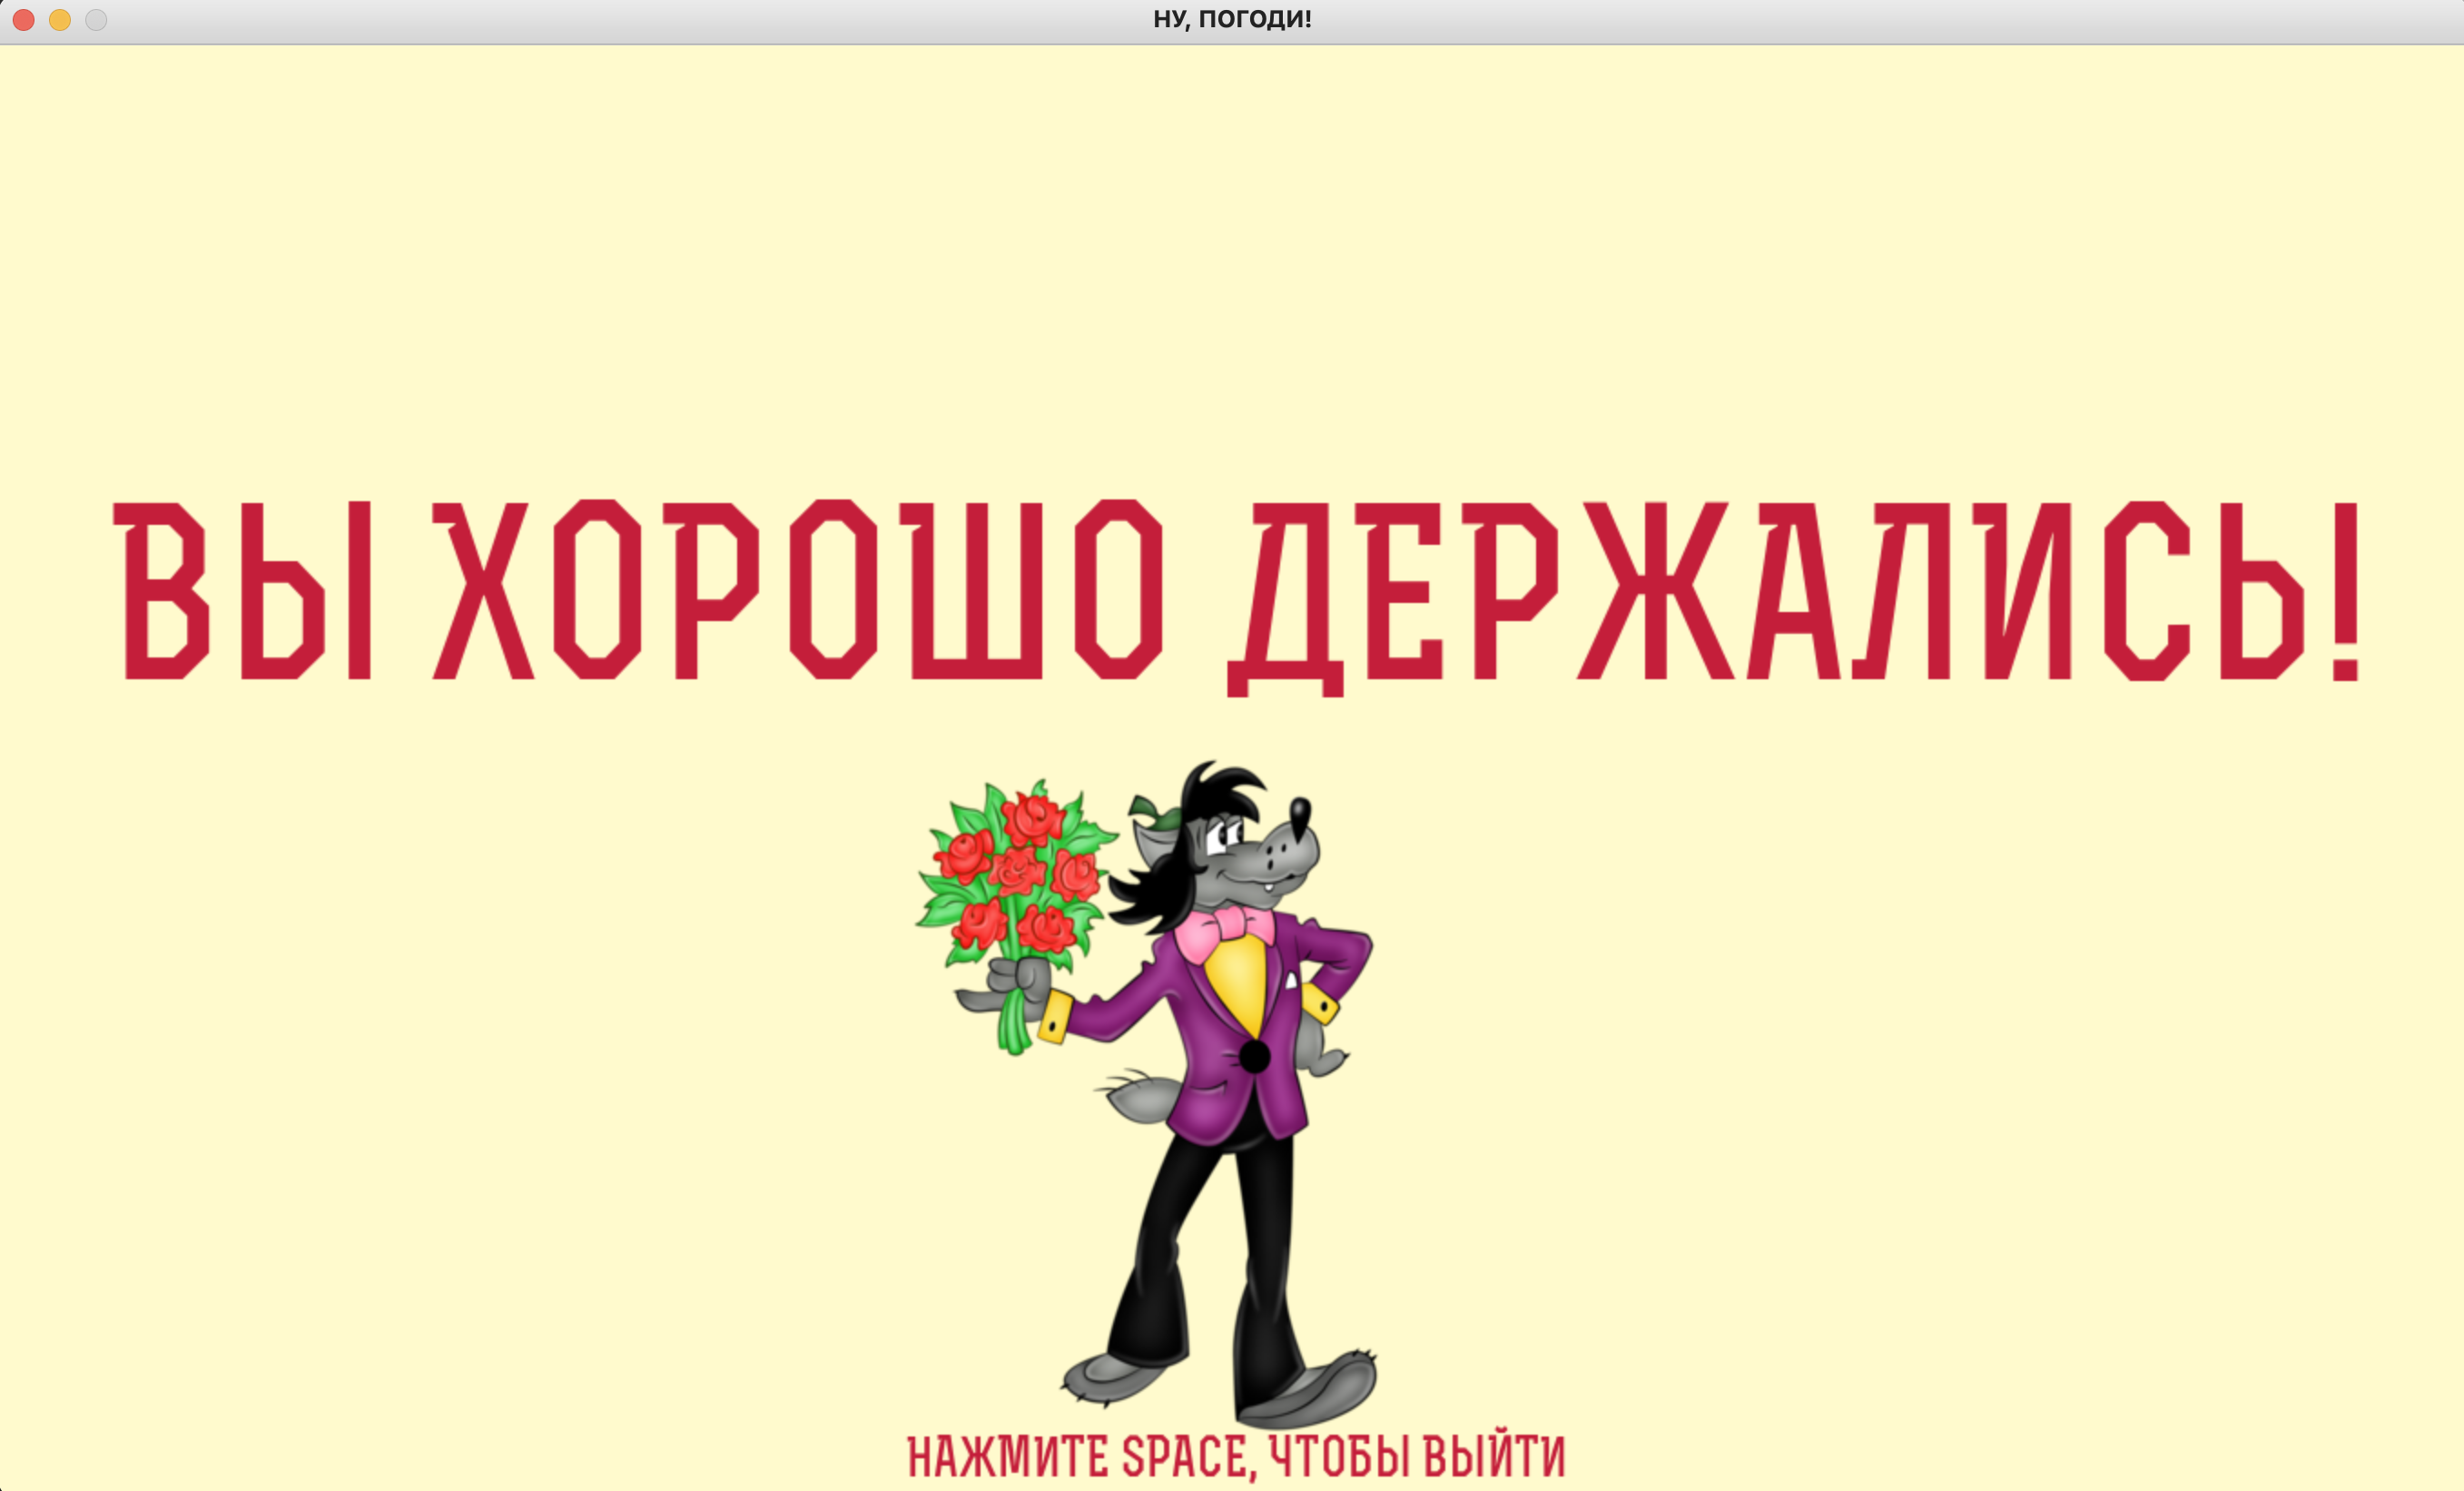 НУ, ПОГОДИ!
ВЫ ХОРОШО ДЕРЖАЛИСЬ!
НАЖМИТЕ SPACE, ЧТОБЫ ВЫЙТИ